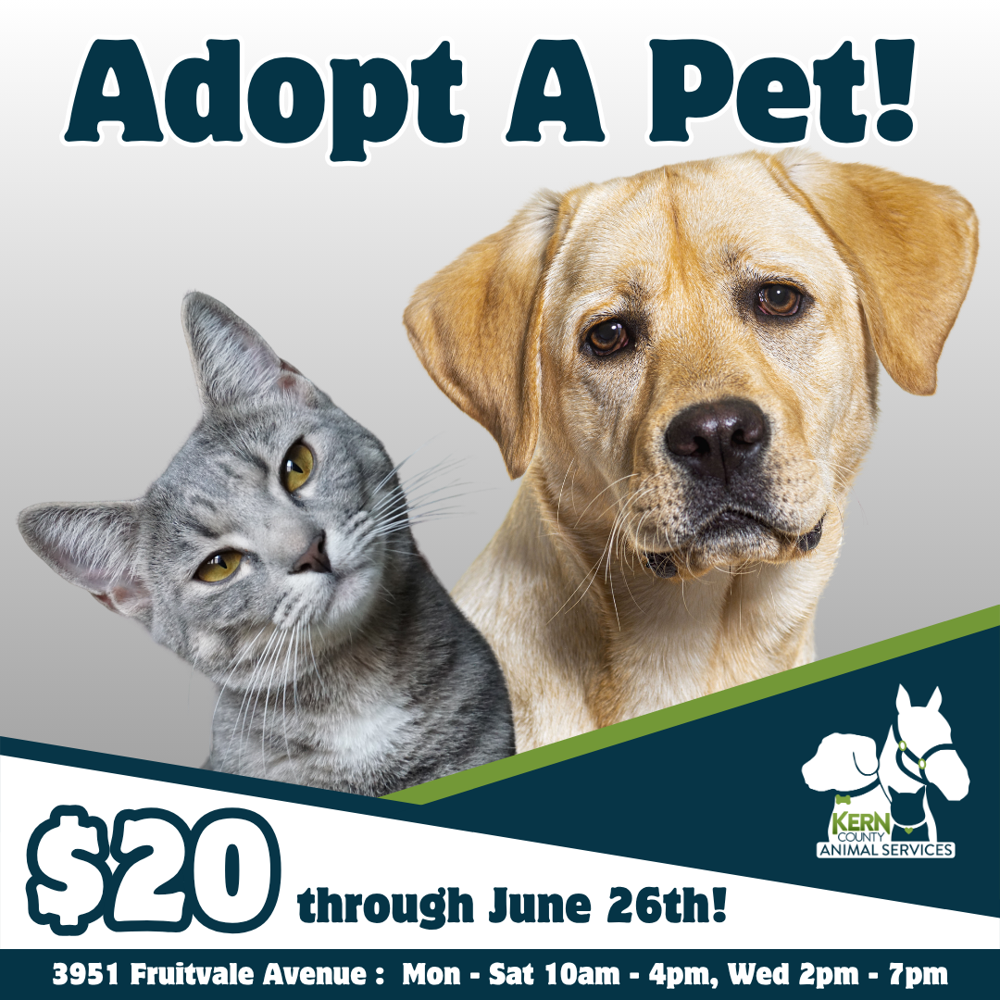 Adopt A Pet!
KERN
COUNTY
ANIMAL SERVICES
$20 through June 26th!
3951 Fruitvale Avenue : Mon - Sat 10am - 4pm, Wed 2pm - 7pm